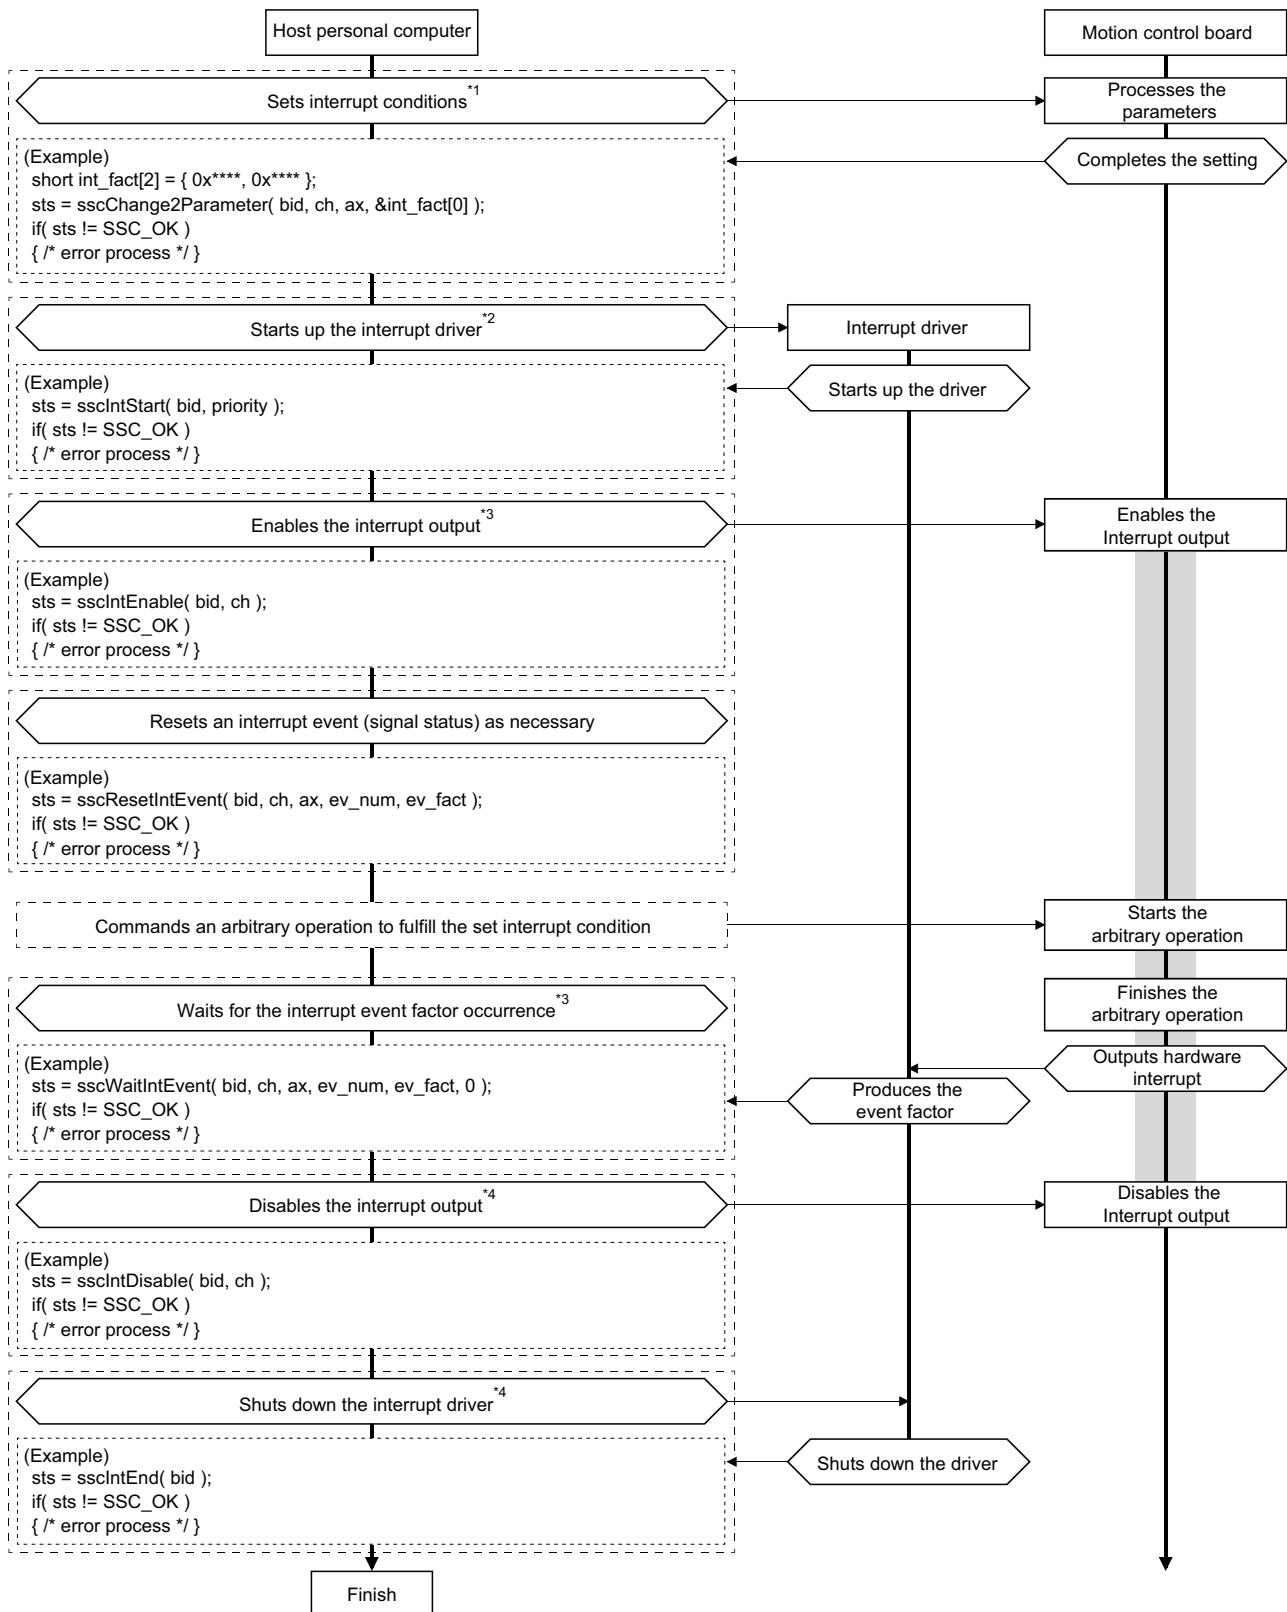 Host personal computer
Motion control board
Sets interrupt conditions*1
Processes the
parameters
(Example)
short int_fact[2] = { 0x****, 0x**** };
sts = sscChange2Parameter( bid, ch, ax, &int_fact[0] );
if( sts != SSC_OK )
{ /* error process */ }
Completes the setting
Starts up the interrupt driver*2
Interrupt driver
(Example)
sts = sscIntStart( bid, priority );
if( sts != SSC_OK )
{ /* error process */ }
Starts up the driver
Enables the interrupt output*3
Enables the
Interrupt output
(Example)
sts = sscIntEnable( bid, ch );
if( sts != SSC_OK )
{ /* error process */ }
Resets an interrupt event (signal status) as necessary
(Example)
sts = sscResetIntEvent( bid, ch, ax, ev_num, ev_fact );
if( sts != SSC_OK )
{ /* error process */ }
Commands an arbitrary operation to fulfill the set interrupt condition
Starts the
arbitrary operation
Waits for the interrupt event factor occurrence*3
Finishes the
arbitrary operation
(Example)
sts = sscWaitIntEvent( bid, ch, ax, ev_num, ev_fact, 0 );
if( sts != SSC_OK )
{ /* error process */ }
Outputs hardware
interrupt
Produces the
event factor
Disables the interrupt output*4
Disables the
Interrupt output
(Example)
sts = sscIntDisable( bid, ch );
if( sts != SSC_OK )
{ /* error process */ }
Shuts down the interrupt driver*4
(Example)
sts = sscIntEnd( bid );
if( sts != SSC_OK )
{ /* error process */ }
Shuts down the driver
Finish